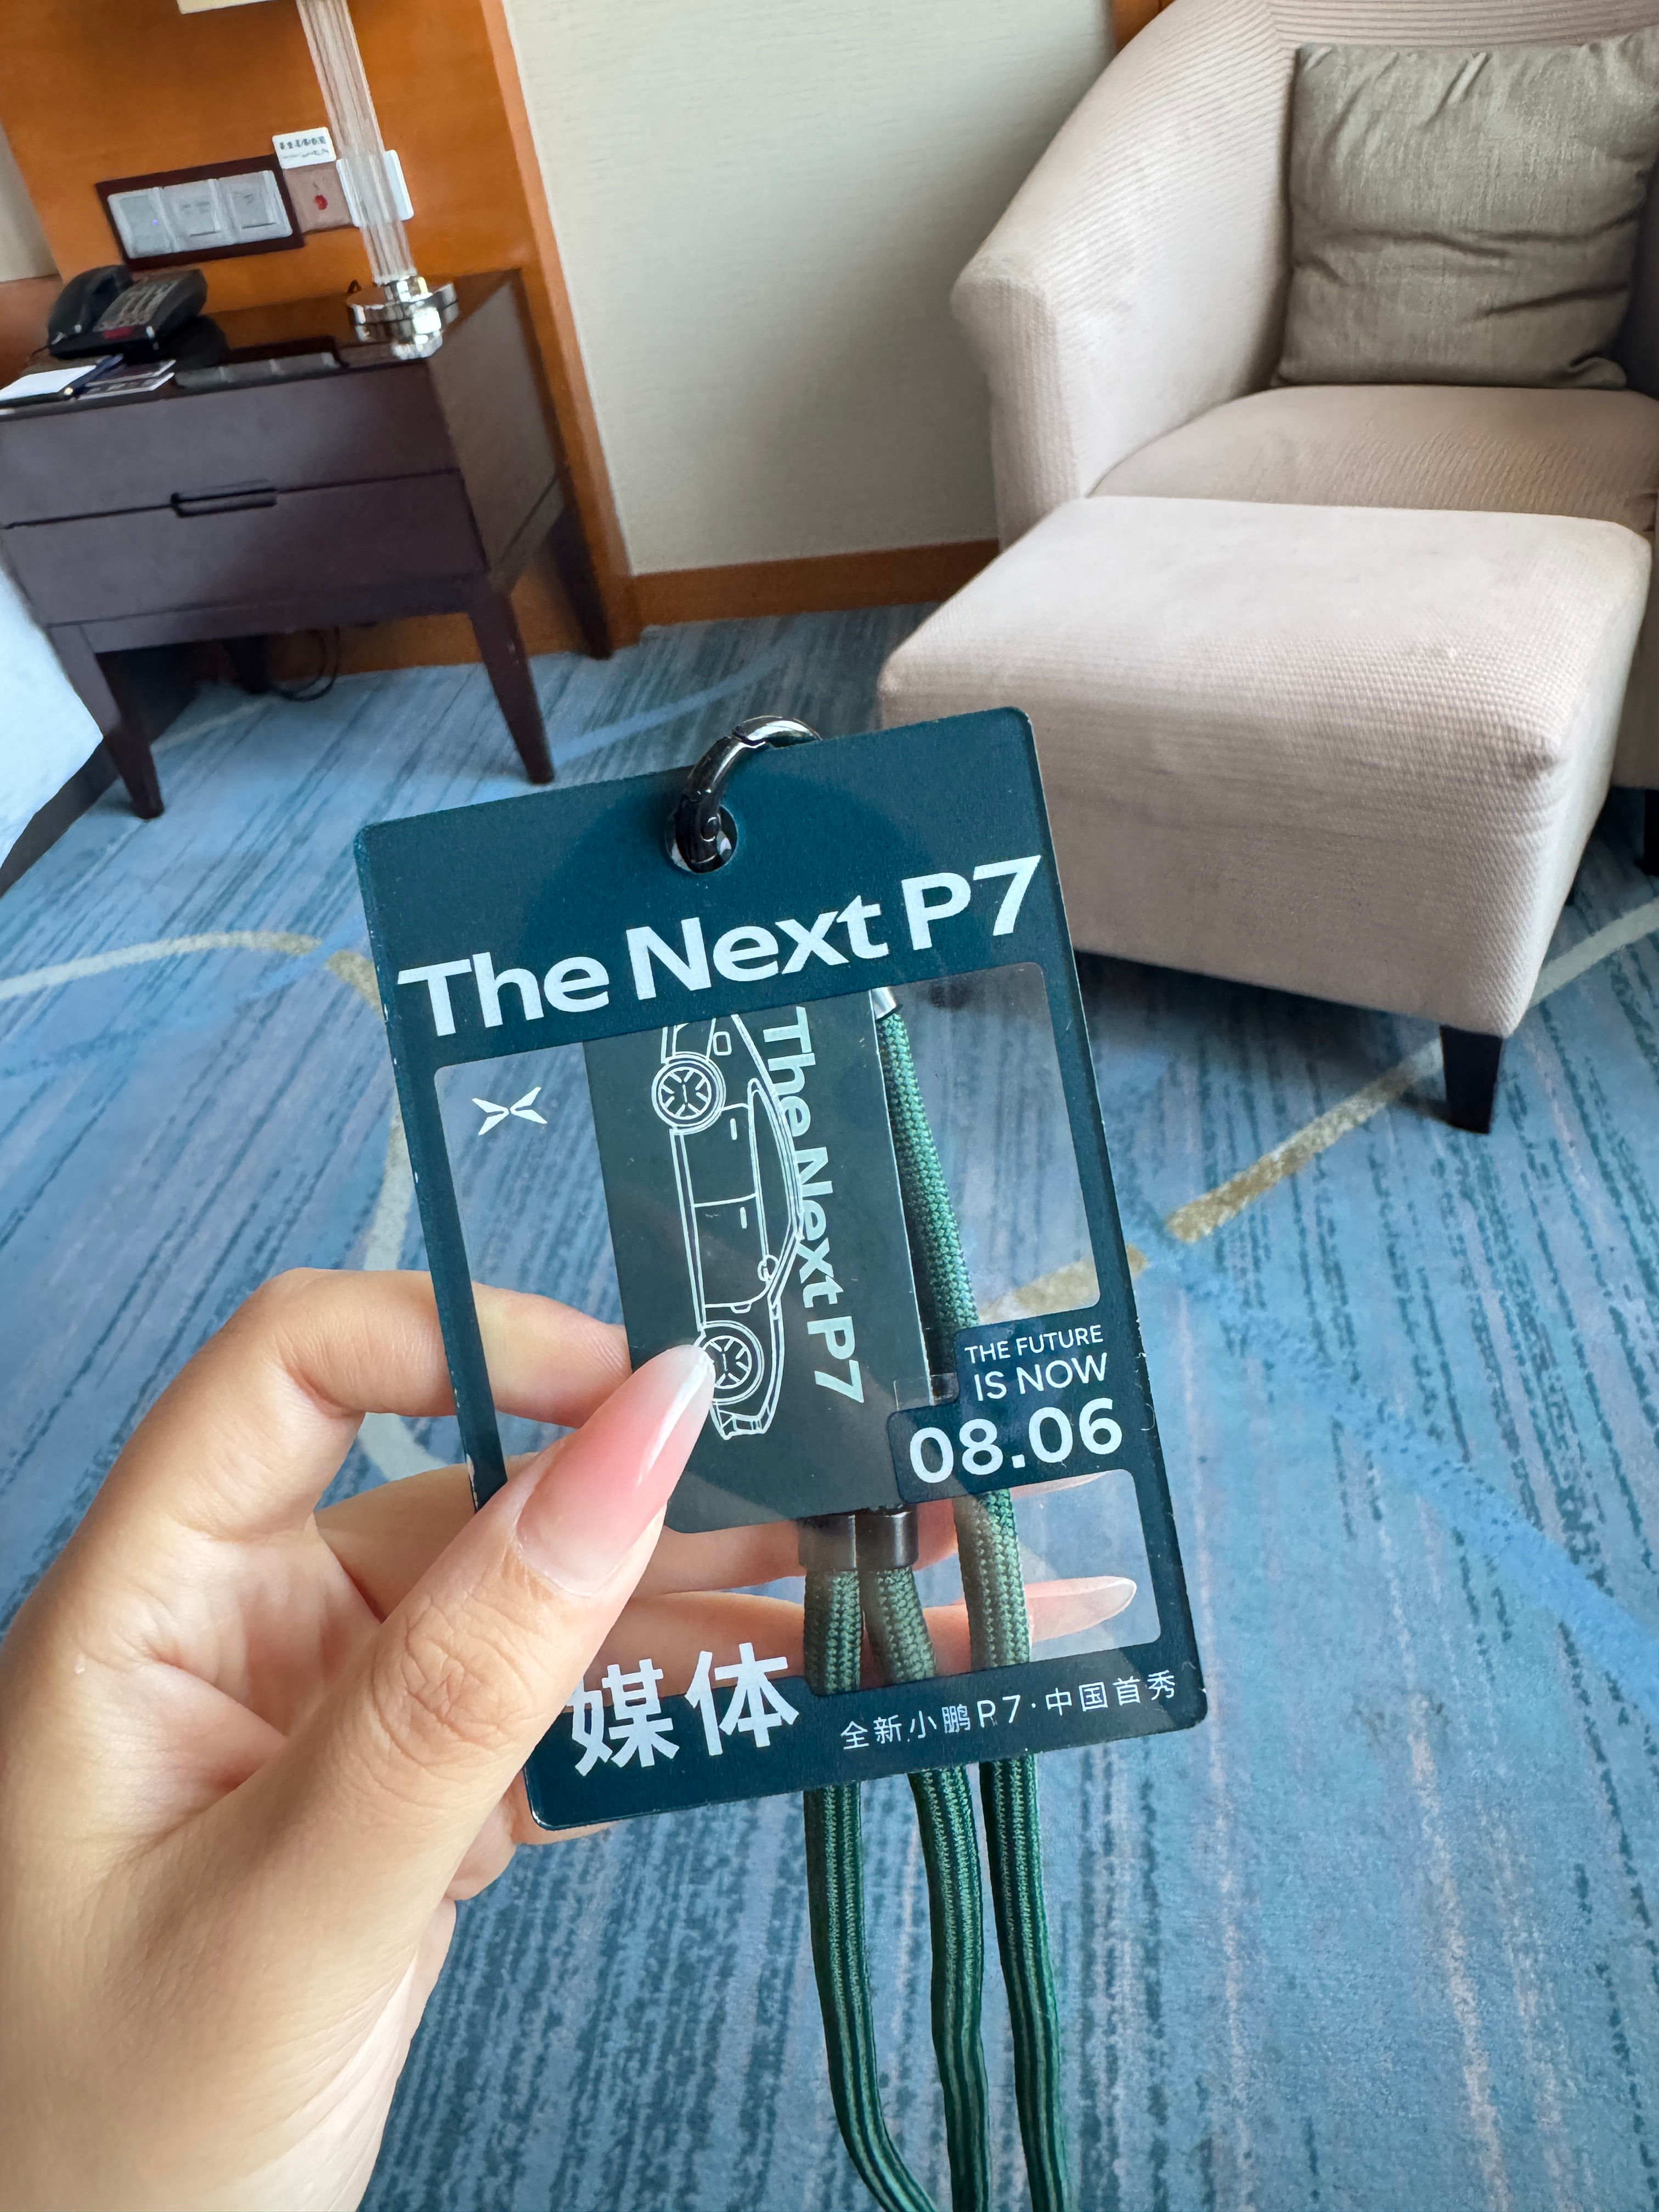 The Next P7
The Next P7
THE FUTURE
IS NOW
08.06
媒体
全新小鹏P7·中国首秀